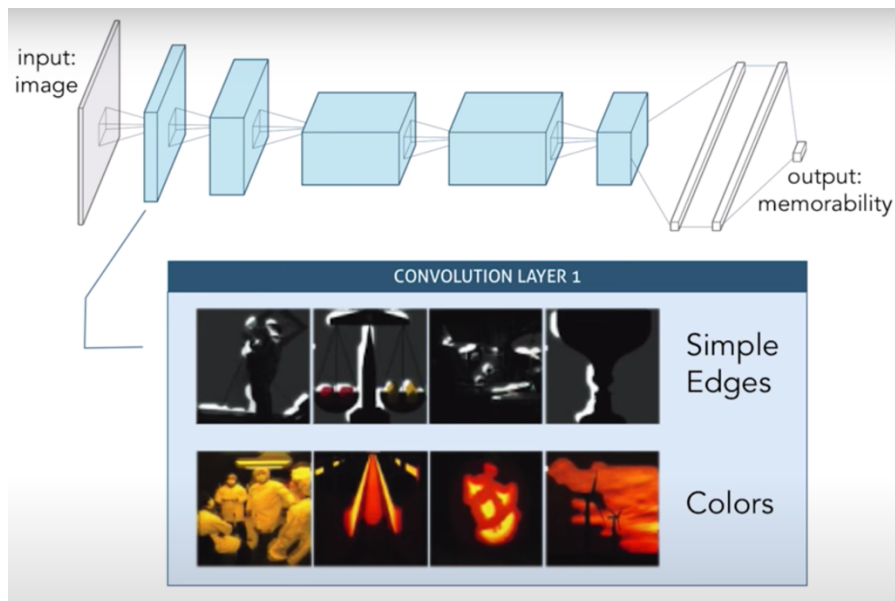 input:
image
output:
memorability
CONVOLUTION LAYER 1
Simple
Edges
Colors